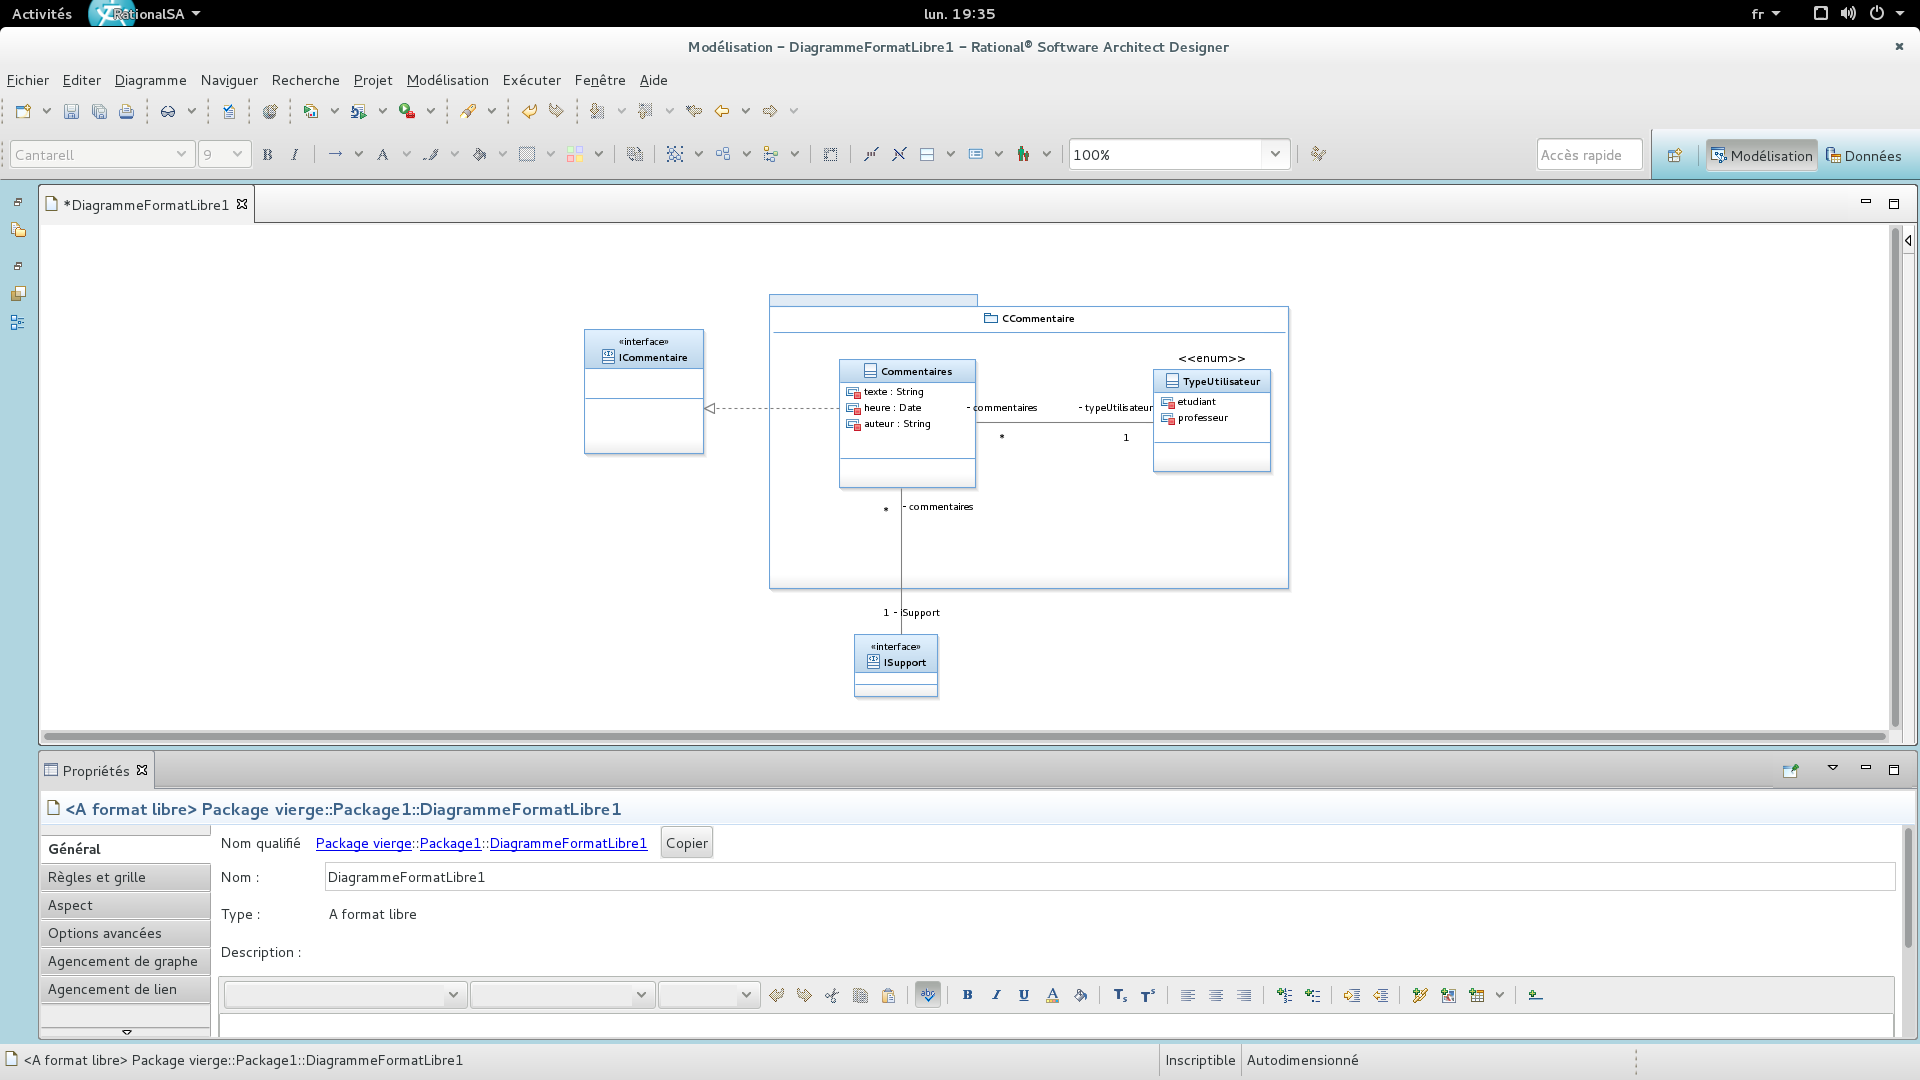 Activités RationalSA lun. 19:35 fr
Modélisation – DiagrammeFormatLibre1 – Rational® Software Architect Designer
Fichier Editer Diagramme Naviguer Recherche Projet Modélisation Exécuter Fenêtre Aide
Cantarell 9 B I A 100% Accès rapide Modélisation Données
*DiagrammeFormatLibre1
CCommentaire
«interface»
ICommentaire
<<enum>>
Commentaires
texte : String
heure : Date
auteur : String
- commentaires
*
- typeUtilisateur
1
TypeUtilisateur
etudiant
professeur
*
- commentaires
1 - ISupport
«interface»
ISupport
Propriétés
<A format libre> Package vierge::Package1::DiagrammeFormatLibre1
Général
Règles et grille
Aspect
Options avancées
Agencement de graphe
Agencement de lien
Nom qualifié Package vierge::Package1::DiagrammeFormatLibre1 Copier
Nom : DiagrammeFormatLibre1
Type : A format libre
Description :
abc B I U A Ts Ts
<A format libre> Package vierge::Package1::DiagrammeFormatLibre1 Inscriptible Autodimensionné